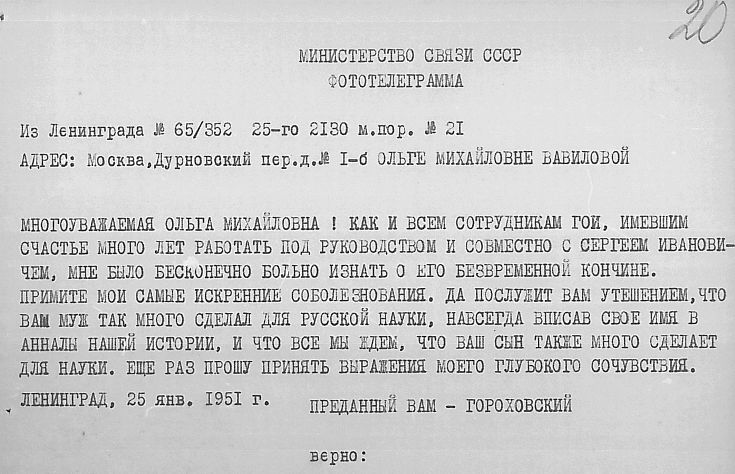 20
МИНИСТЕРСТВО СВЯЗИ СССР
ФОТОТЕЛЕГРАММА
Из Ленинграда № 65/352 25-го 2130 м.пор. № 21
АДРЕС: Москва,Дурновский пер.д.№ I-б ОЛЬГЕ МИХАЙЛОВНЕ ВАВИЛОВОЙ
МНОГОУВАЖАЕМАЯ ОЛЬГА МИХАЙЛОВНА ! КАК И ВСЕМ СОТРУДНИКАМ ГОИ, ИМЕВШИМ
СЧАСТЬЕ МНОГО ЛЕТ РАБОТАТЬ ПОД РУКОВОДСТВОМ И СОВМЕСТНО С СЕРГЕЕМ ИВАНОВИ-
ЧЕМ, МНЕ БЫЛО БЕСКОНЕЧНО БОЛЬНО ИЗНАТЬ О ЕГО БЕЗВРЕМЕННОЙ КОНЧИНЕ.
ПРИМИТЕ МОИ САМЫЕ ИСКРЕННИЕ СОБОЛЕЗНОВАНИЯ. ДА ПОСЛУЖИТ ВАМ УТЕШЕНИЕМ,ЧТО
ВАШ МУЖ ТАК МНОГО СДЕЛАЛ ДЛЯ РУССКОЙ НАУКИ, НАВСЕГДА ВПИСАВ СВОЕ ИМЯ В
АННАЛЫ НАШЕЙ ИСТОРИИ, И ЧТО ВСЕ МЫ ЖДЕМ, ЧТО ВАШ СЫН ТАКЖЕ МНОГО СДЕЛАЕТ
ДЛЯ НАУКИ. ЕЩЕ РАЗ ПРОШУ ПРИНЯТЬ ВЫРАЖЕНИЯ МОЕГО ГЛУБОКОГО СОЧУВСТВИЯ.
ЛЕНИНГРАД, 25 янв. 1951 г. ПРЕДАННЫЙ ВАМ - ГОРОХОВСКИЙ
верно: